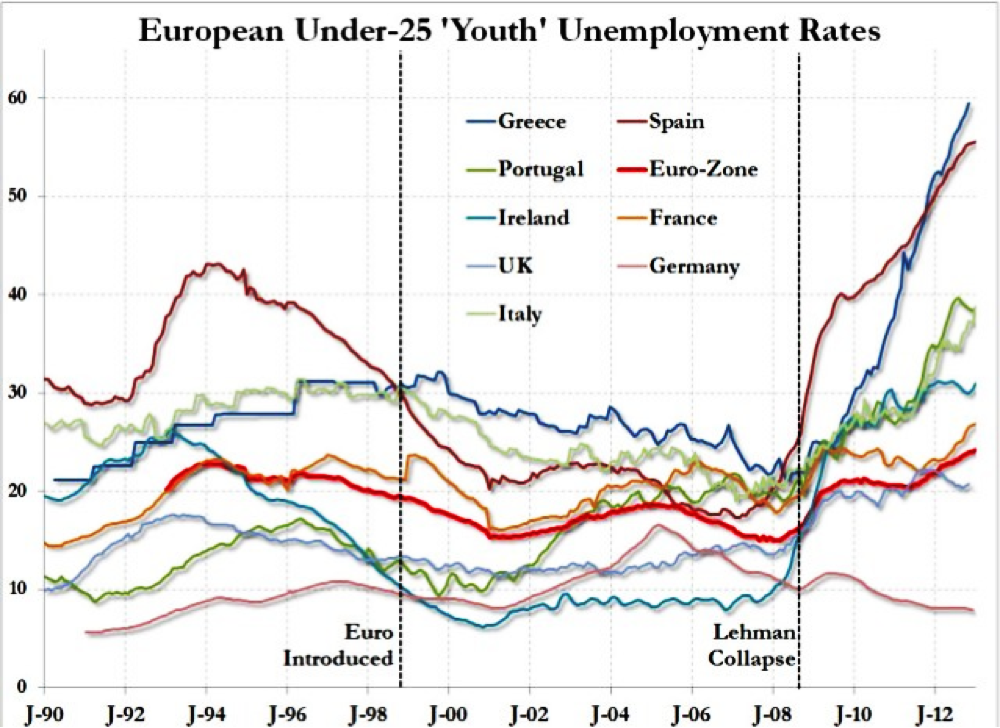 European Under-25 'Youth' Unemployment Rates
60
50
40
30
20
10
0
Greece
Spain
Portugal
Euro-Zone
Ireland
France
UK
Germany
Italy
Euro
Introduced
Lehman
Collapse
J-90 J-92 J-94 J-96 J-98 J-00 J-02 J-04 J-06 J-08 J-10 J-12